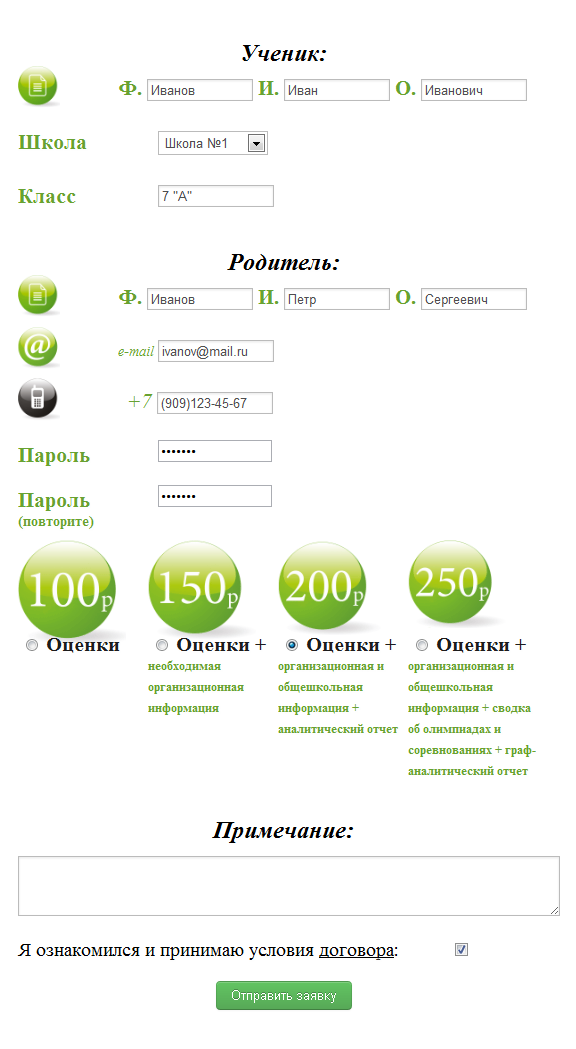 Ученик:
Ф. Иванов И. Иван О. Иванович
Школа Школа №1
Класс 7 "А"
Родитель:
Ф. Иванов И. Петр О. Сергеевич
@ e-mail ivanov@mail.ru
+7 (909)123-45-67
Пароль •••••••
Пароль •••••••
(повторите)
100р 150р 200р 250р
Оценки Оценки + Оценки + Оценки +
необходимая
организационная
информация
организационная и
общешкольная
информация +
аналитический отчет
организационная и
общешкольная
информация + сводка
об олимпиадах и
соревнованиях + граф-
аналитический отчет
Примечание:
Я ознакомился и принимаю условия договора:
Отправить заявку